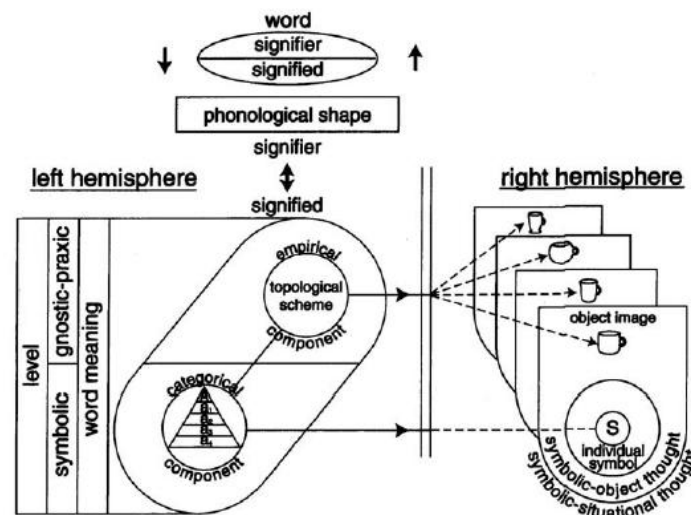 word
signifier
signified
phonological shape
signifier
left hemisphere
right hemisphere
signified
level
gnostic-praxic
symbolic
word meaning
empirical
topological
scheme
component
categorical
component
object image
S
individual
symbol
symbolic-object thought
symbolic-situational thought